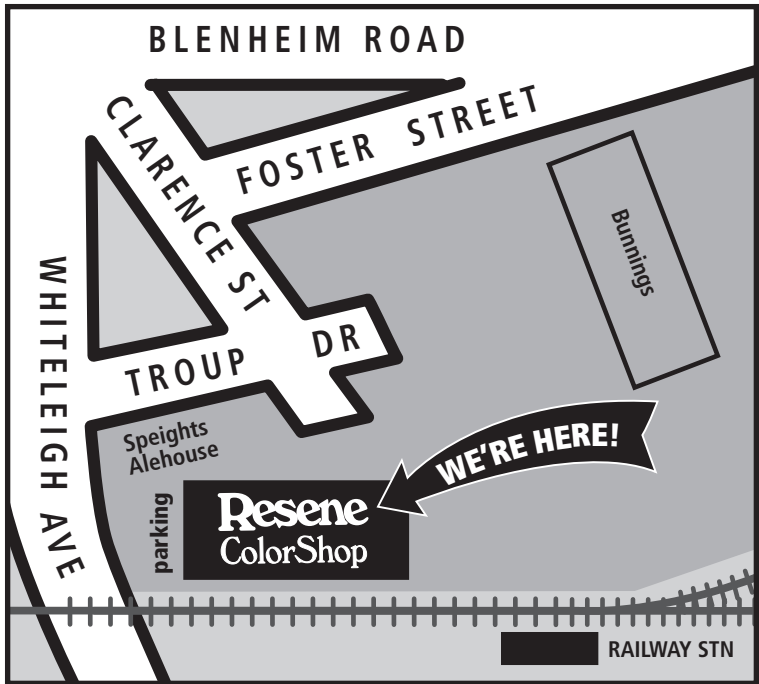 BLENHEIM ROAD
CLARENCE ST
FOSTER STREET
Bunnings
WHITELEIGH AVE
TROUP DR
Speights
Alehouse
WE'RE HERE!
parking
Resene
ColorShop
RAILWAY STN